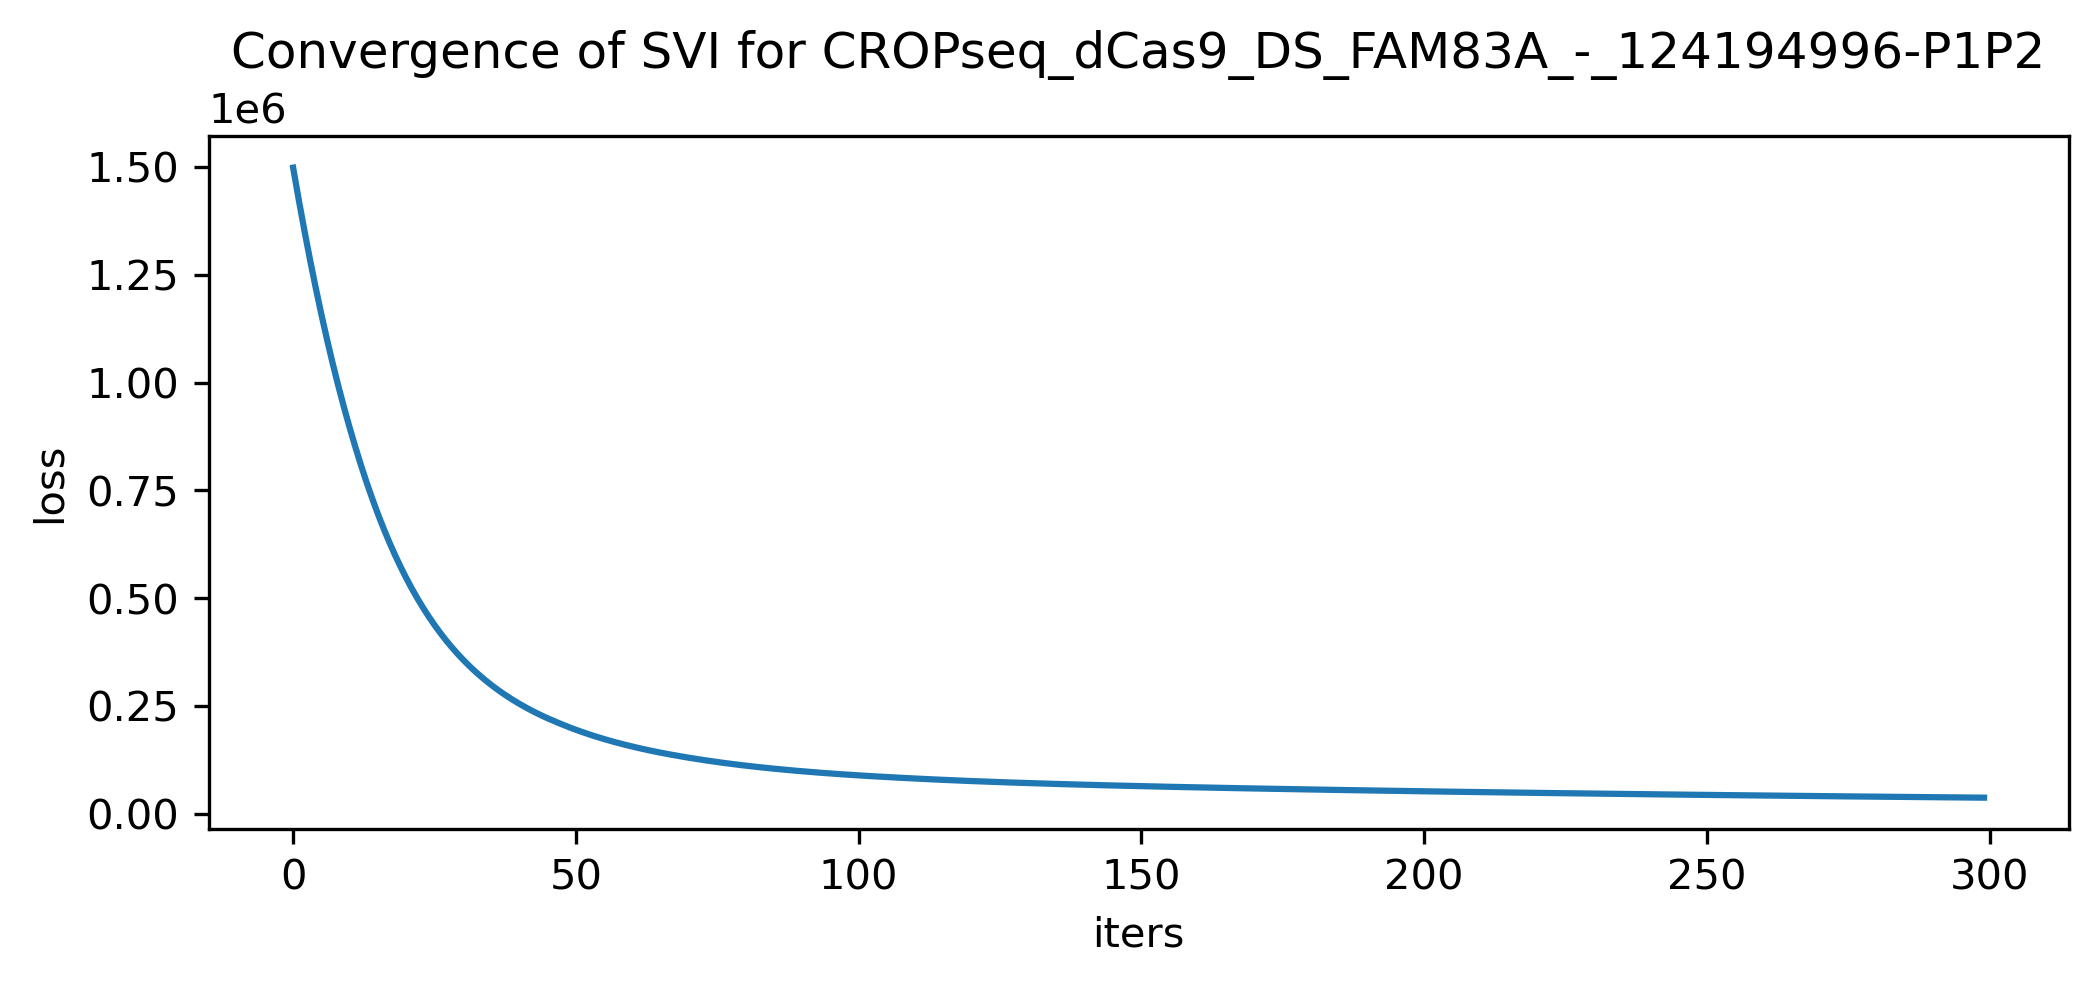 Convergence of SVI for CROPseq_dCas9_DS_FAM83A_-_124194996-P1P2
1e6
1.50
1.25
1.00
0.75
0.50
0.25
0.00
loss
0 50 100 150 200 250 300
iters